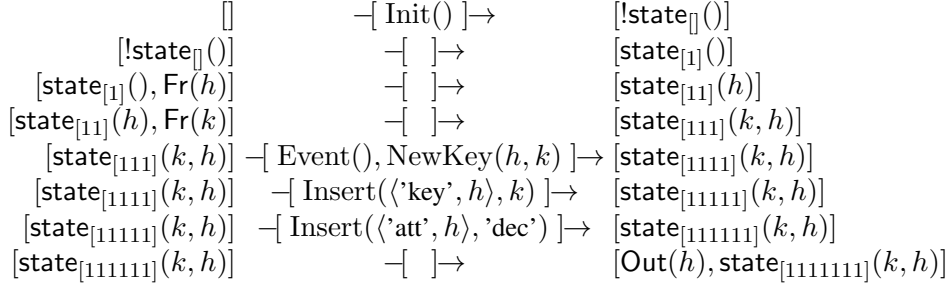 [] −[ Init() ]→ [!state[]()]
[!state[]()] −[ ]→ [state[1]()]
[state[1](), Fr(h)] −[ ]→ [state[11](h)]
[state[11](h), Fr(k)] −[ ]→ [state[111](k, h)]
[state[111](k, h)] −[ Event(), NewKey(h, k) ]→ [state[1111](k, h)]
[state[1111](k, h)] −[ Insert(⟨'key', h⟩, k) ]→ [state[11111](k, h)]
[state[11111](k, h)] −[ Insert(⟨'att', h⟩, 'dec') ]→ [state[111111](k, h)]
[state[111111](k, h)] −[ ]→ [Out(h), state[1111111](k, h)]